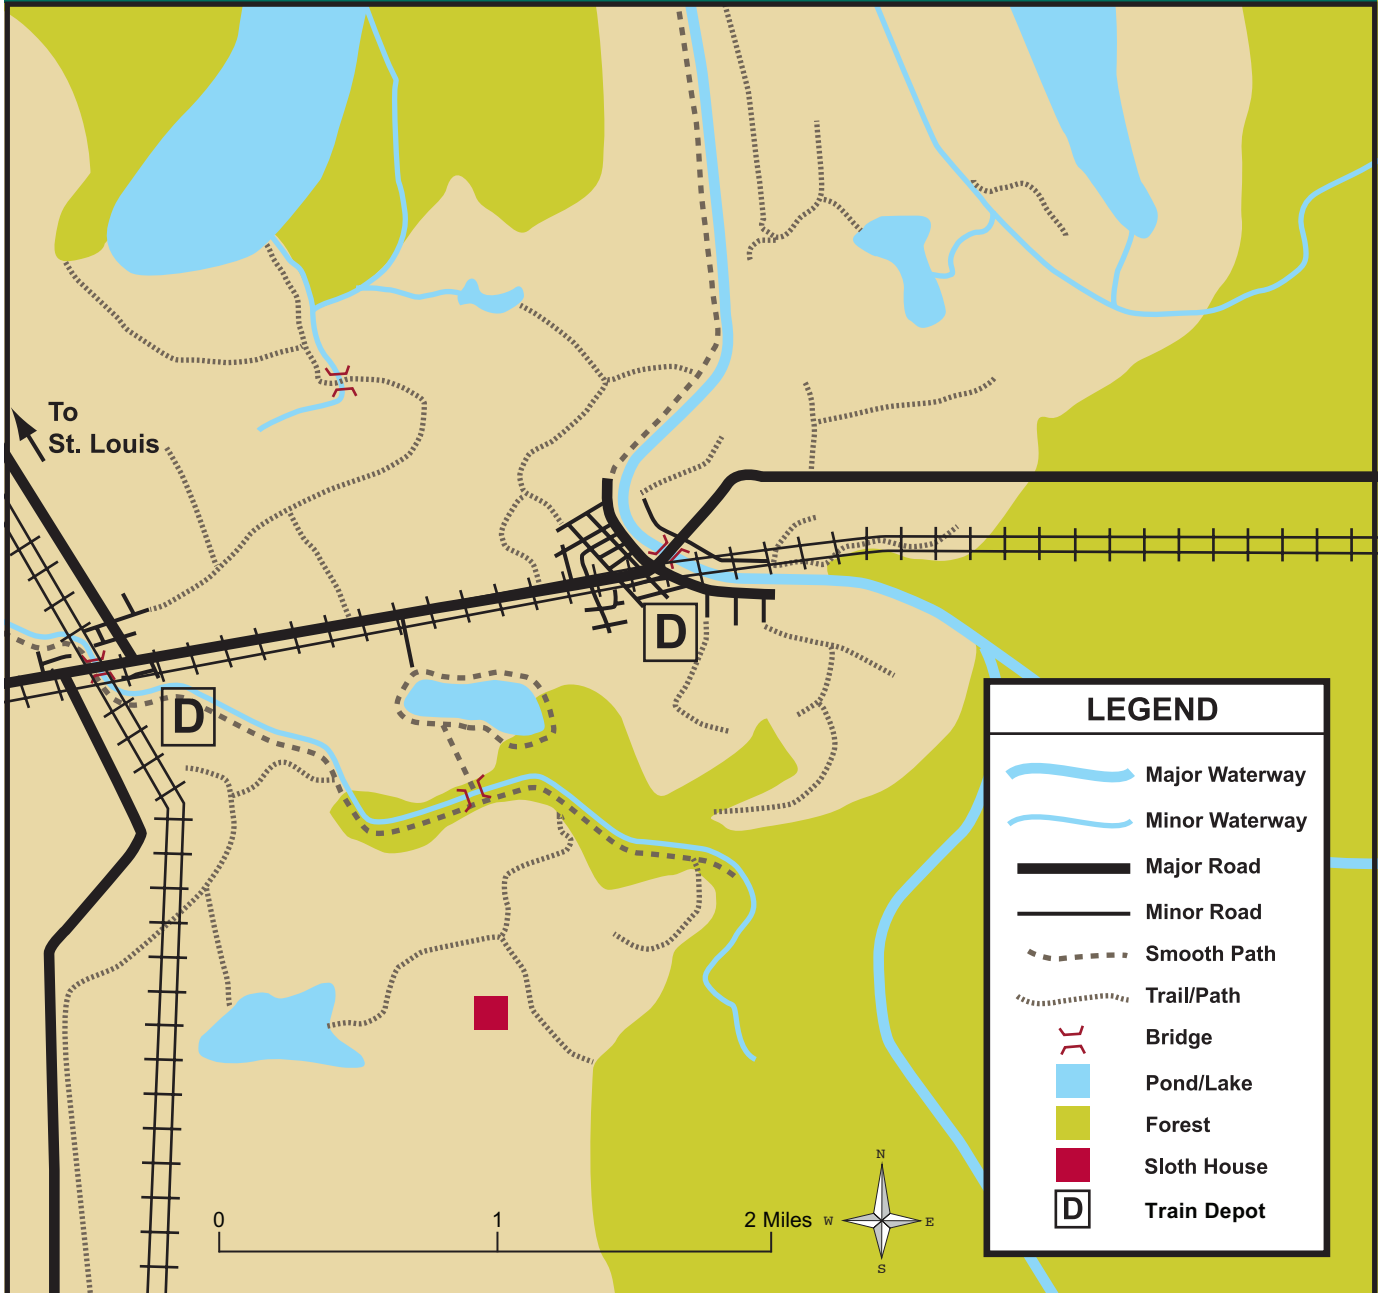 To
St. Louis
D
D
LEGEND
Major Waterway
Minor Waterway
Major Road
Minor Road
Smooth Path
Trail/Path
Bridge
Pond/Lake
Forest
Sloth House
D Train Depot
0 1 2 Miles
N
W E
S